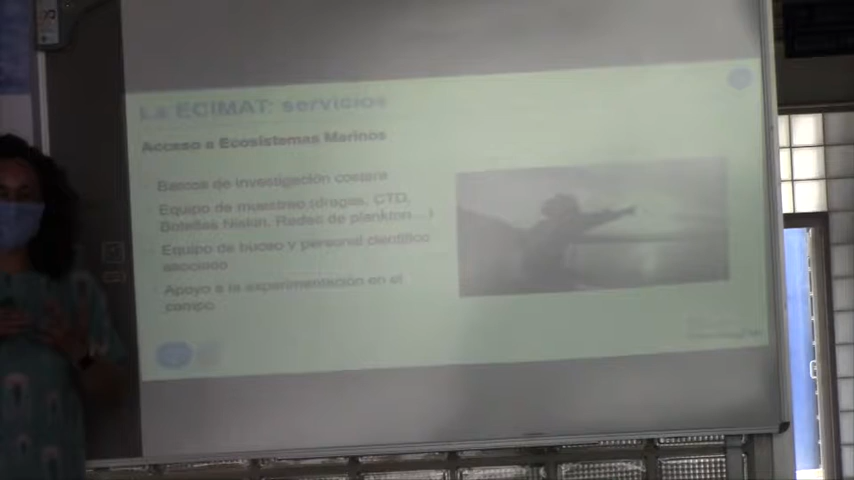 La ECIMAT: servicios
Acceso a Ecosistemas Marinos
Barcos de investigación costera
Equipo de muestreo (dragas, CTD,
Botellas Niskin, Redes de plankton...)
Equipo de buceo y personal científico
asociado
Apoyo a la experimentación en el
campo